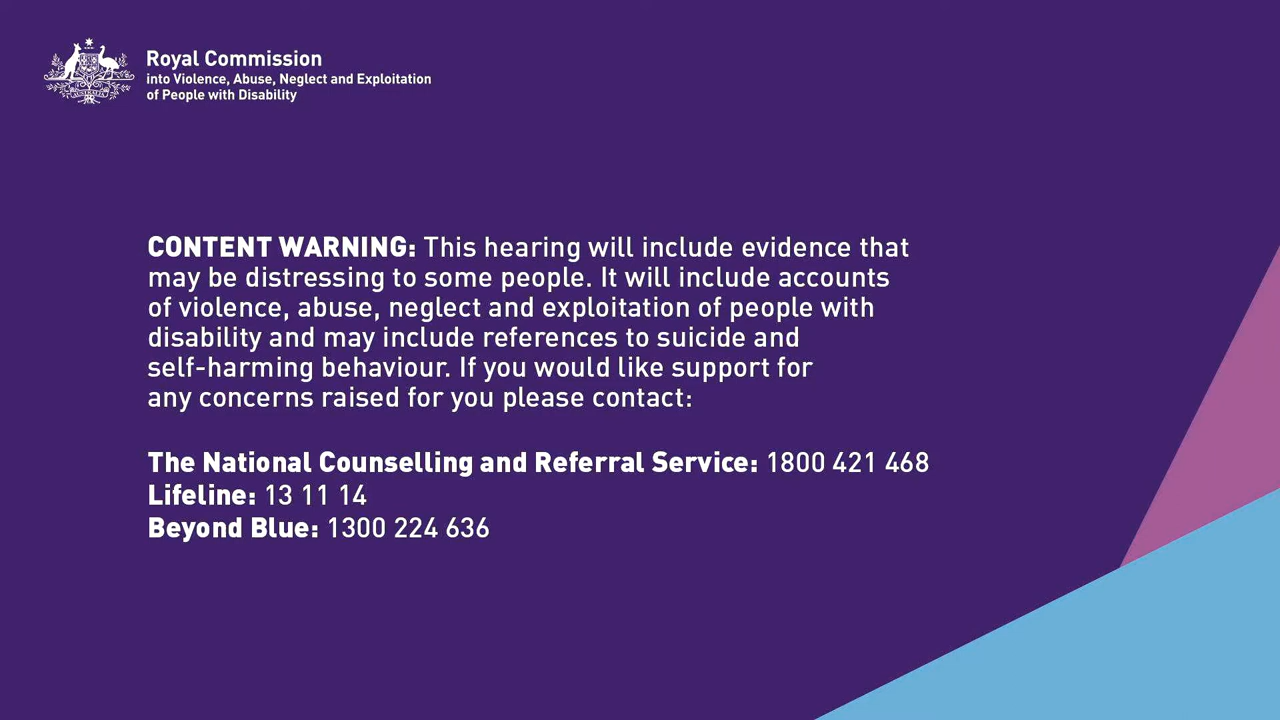 Royal Commission
into Violence, Abuse, Neglect and Exploitation
of People with Disability
CONTENT WARNING: This hearing will include evidence that
may be distressing to some people. It will include accounts
of violence, abuse, neglect and exploitation of people with
disability and may include references to suicide and
self-harming behaviour. If you would like support for
any concerns raised for you please contact:
The National Counselling and Referral Service: 1800 421 468
Lifeline: 13 11 14
Beyond Blue: 1300 224 636